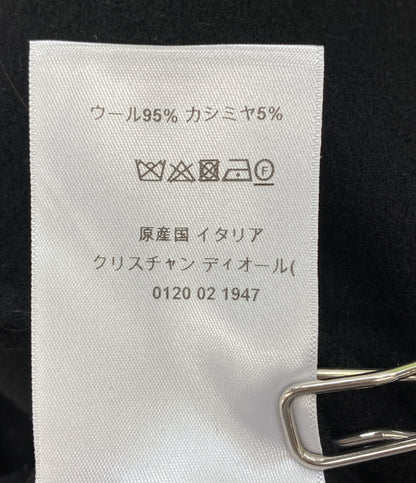 ウール95% カシミヤ5%
F
原産国 イタリア
クリスチャン ディオール(
0120 02 1947